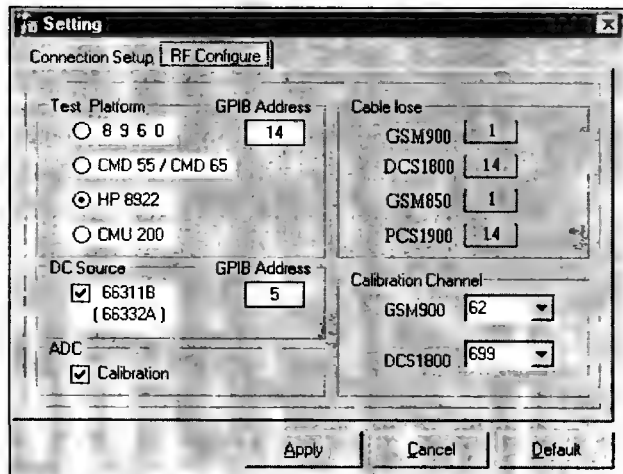 Setting
Connection Setup RF Configure
Test Platform GPIB Address
8 9 6 0 14
CMD 55 / CMD 65
HP 8922
CMU 200
DC Source GPIB Address
66311B 5
( 66332A )
ADC
Calibration
Cable lose
GSM900 1
DCS1800 14
GSM850 1
PCS1900 14
Calibration Channel
GSM900 62
DCS1800 699
Apply Cancel Default